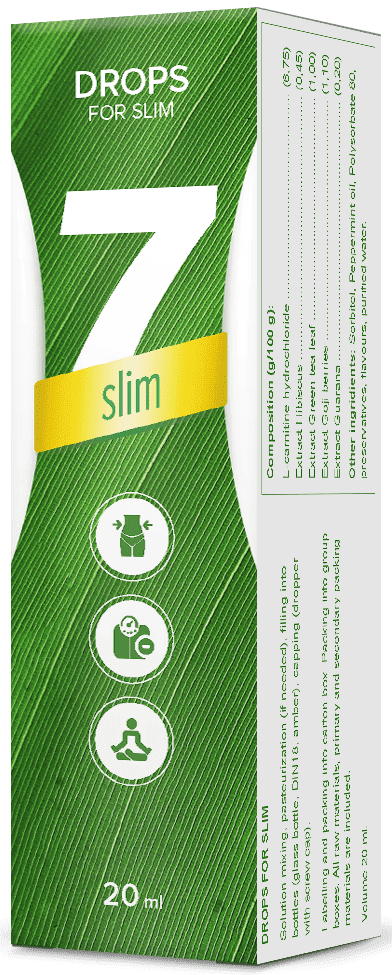 DROPS
FOR SLIM
7
slim
20 ml
Composition (g/100 g):
L-carnitine hydrochloride ........ (6,75)
Extract Hibiscus ........ (0,45)
Extract Green tea leaf ........ (1,00)
Extract Goji berries ........ (1,10)
Extract Guarana ........ (0,20)
Other ingredients: Sorbitol, Peppermint oil, Polysorbate 80,
preservatives, flavours, purified water.
DROPS FOR SLIM
Solution mixing, pasteurization (if needed), filling into
bottles (glass bottle, DIN18, amber), capping (dropper
with screw cap).
Labelling and packing into carton box. Packing into group
boxes. All raw materials, primary and secondary packing
materials are included.
Volume 20 ml.